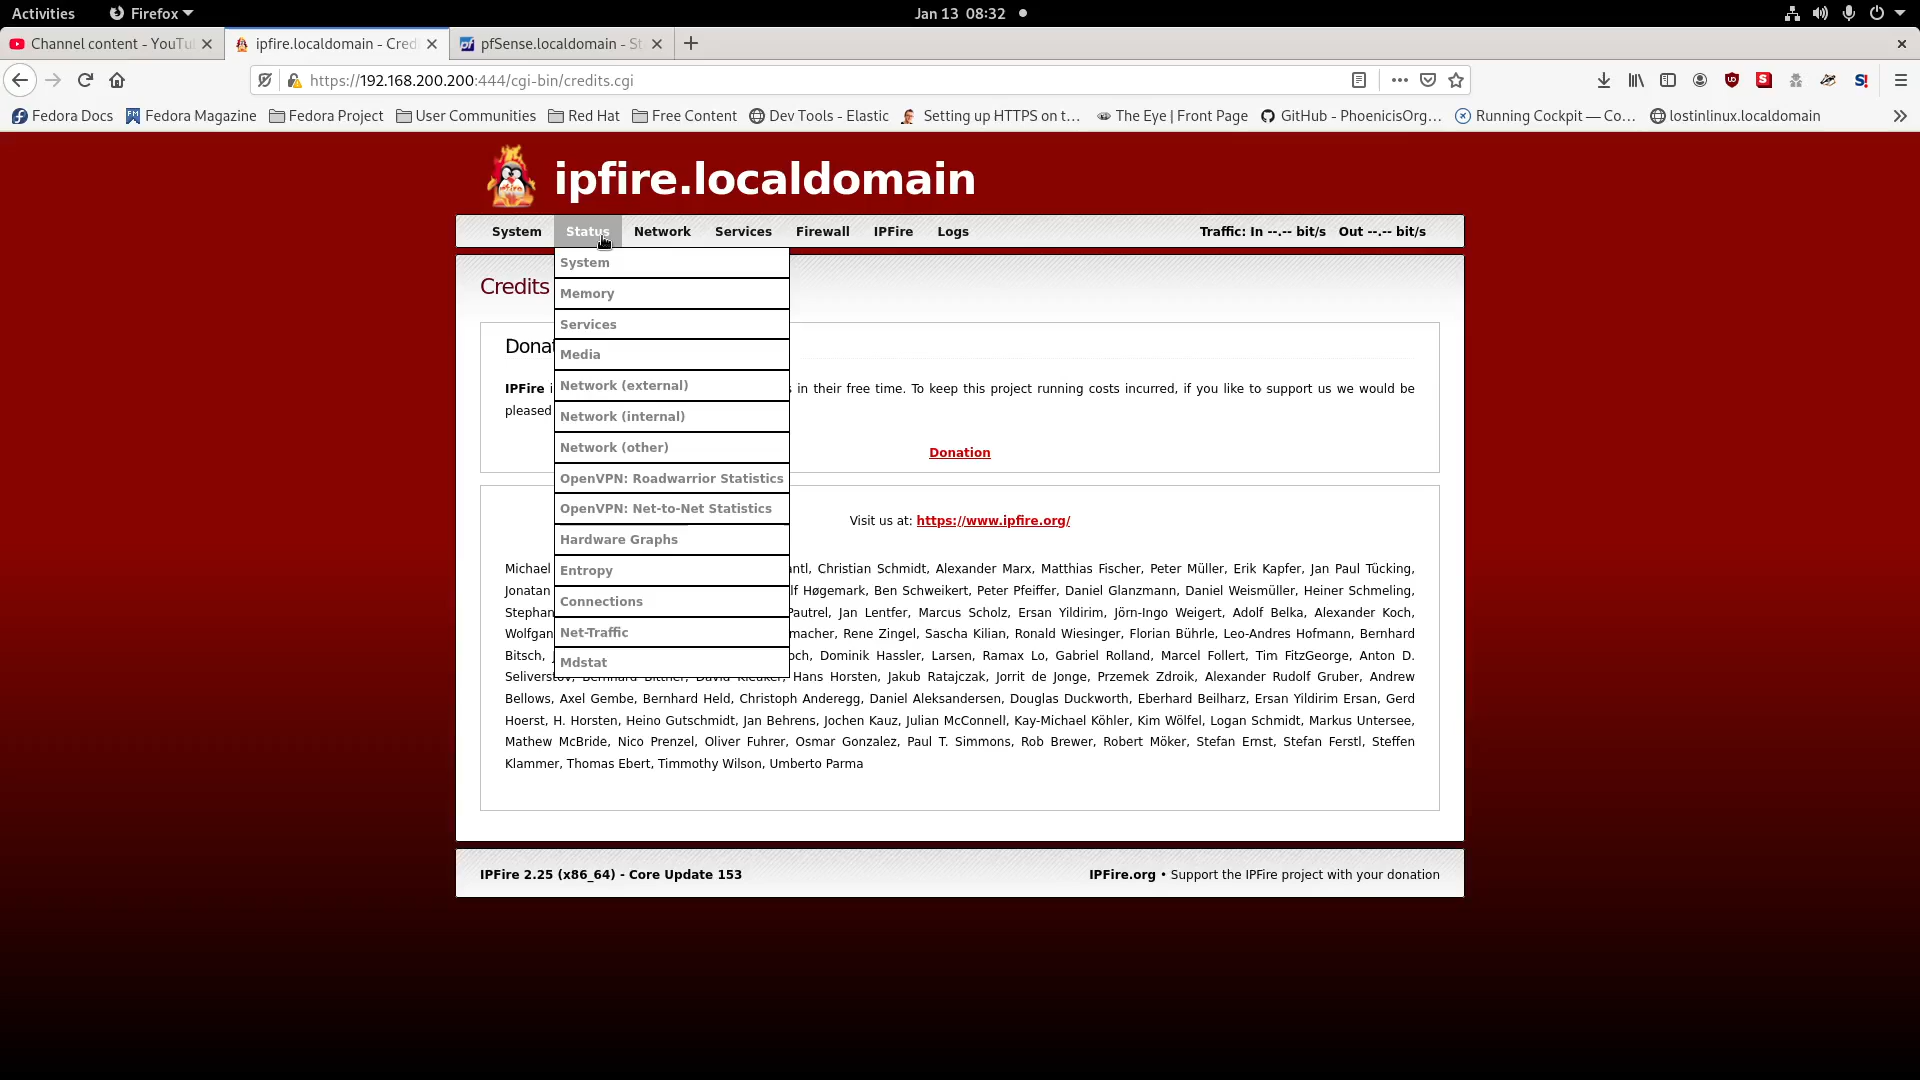 Activities Firefox Jan 13 08:32
Channel content - YouTu ipfire.localdomain - Cred pfSense.localdomain - St
https://192.168.200.200:444/cgi-bin/credits.cgi
Fedora Docs Fedora Magazine Fedora Project User Communities Red Hat Free Content Dev Tools - Elastic Setting up HTTPS on t… The Eye | Front Page GitHub - PhoenicisOrg… Running Cockpit — Co… lostinlinux.localdomain
ipfire.localdomain
System Status Network Services Firewall IPFire Logs Traffic: In --.-- bit/s Out --.-- bit/s
System
Memory
Services
Media
Network (external)
Network (internal)
Network (other)
OpenVPN: Roadwarrior Statistics
OpenVPN: Net-to-Net Statistics
Hardware Graphs
Entropy
Connections
Net-Traffic
Mdstat
Credits
Donat
IPFire i s in their free time. To keep this project running costs incurred, if you like to support us we would be
pleased
Donation
Visit us at: https://www.ipfire.org/
Michael ntl, Christian Schmidt, Alexander Marx, Matthias Fischer, Peter Müller, Erik Kapfer, Jan Paul Tücking,
Jonatan lf Høgemark, Ben Schweikert, Peter Pfeiffer, Daniel Glanzmann, Daniel Weismüller, Heiner Schmeling,
Stephan Pautrel, Jan Lentfer, Marcus Scholz, Ersan Yildirim, Jörn-Ingo Weigert, Adolf Belka, Alexander Koch,
Wolfgan macher, Rene Zingel, Sascha Kilian, Ronald Wiesinger, Florian Bührle, Leo-Andres Hofmann, Bernhard
Bitsch, och, Dominik Hassler, Larsen, Ramax Lo, Gabriel Rolland, Marcel Follert, Tim FitzGeorge, Anton D.
Seliverstov, Bernhard Bittner, David Kleuker, Hans Horsten, Jakub Ratajczak, Jorrit de Jonge, Przemek Zdroik, Alexander Rudolf Gruber, Andrew
Bellows, Axel Gembe, Bernhard Held, Christoph Anderegg, Daniel Aleksandersen, Douglas Duckworth, Eberhard Beilharz, Ersan Yildirim Ersan, Gerd
Hoerst, H. Horsten, Heino Gutschmidt, Jan Behrens, Jochen Kauz, Julian McConnell, Kay-Michael Köhler, Kim Wölfel, Logan Schmidt, Markus Untersee,
Mathew McBride, Nico Prenzel, Oliver Fuhrer, Osmar Gonzalez, Paul T. Simmons, Rob Brewer, Robert Möker, Stefan Ernst, Stefan Ferstl, Steffen
Klammer, Thomas Ebert, Timmothy Wilson, Umberto Parma
IPFire 2.25 (x86_64) - Core Update 153 IPFire.org • Support the IPFire project with your donation